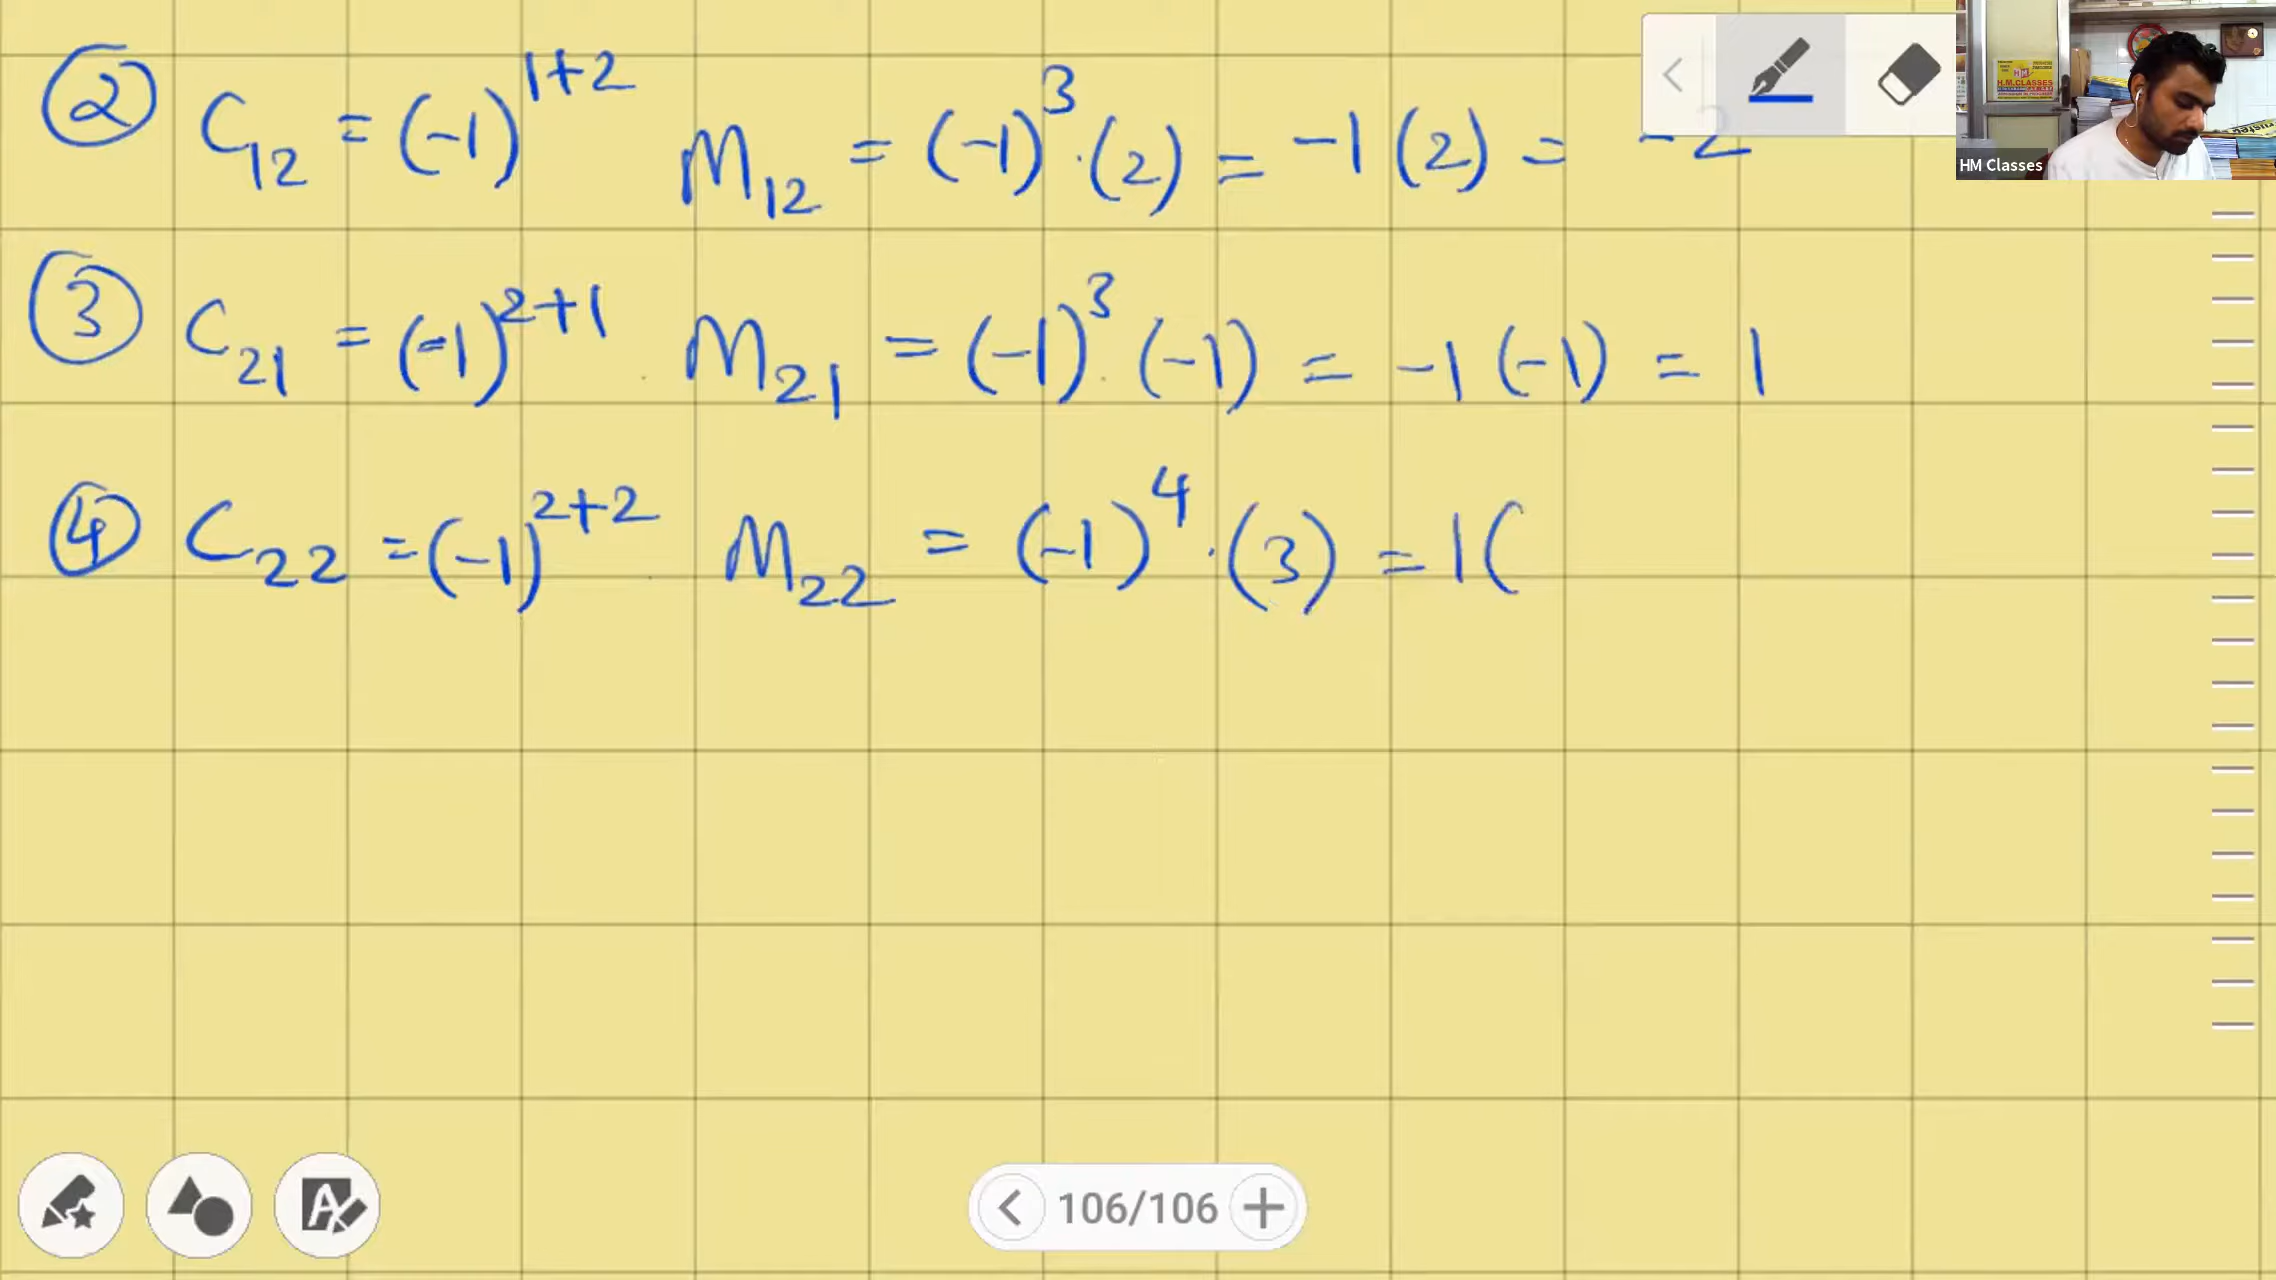 ② C₁₂ = (-1)¹⁺² M₁₂ = (-1)³ · (2) = -1 (2) = -2
③ C₂₁ = (-1)²⁺¹ · M₂₁ = (-1)³ · (-1) = -1 (-1) = 1
④ C₂₂ = (-1)²⁺² M₂₂ = (-1)⁴ · (3) = 1 (
HM Classes
H.M.CLASSES
106/106